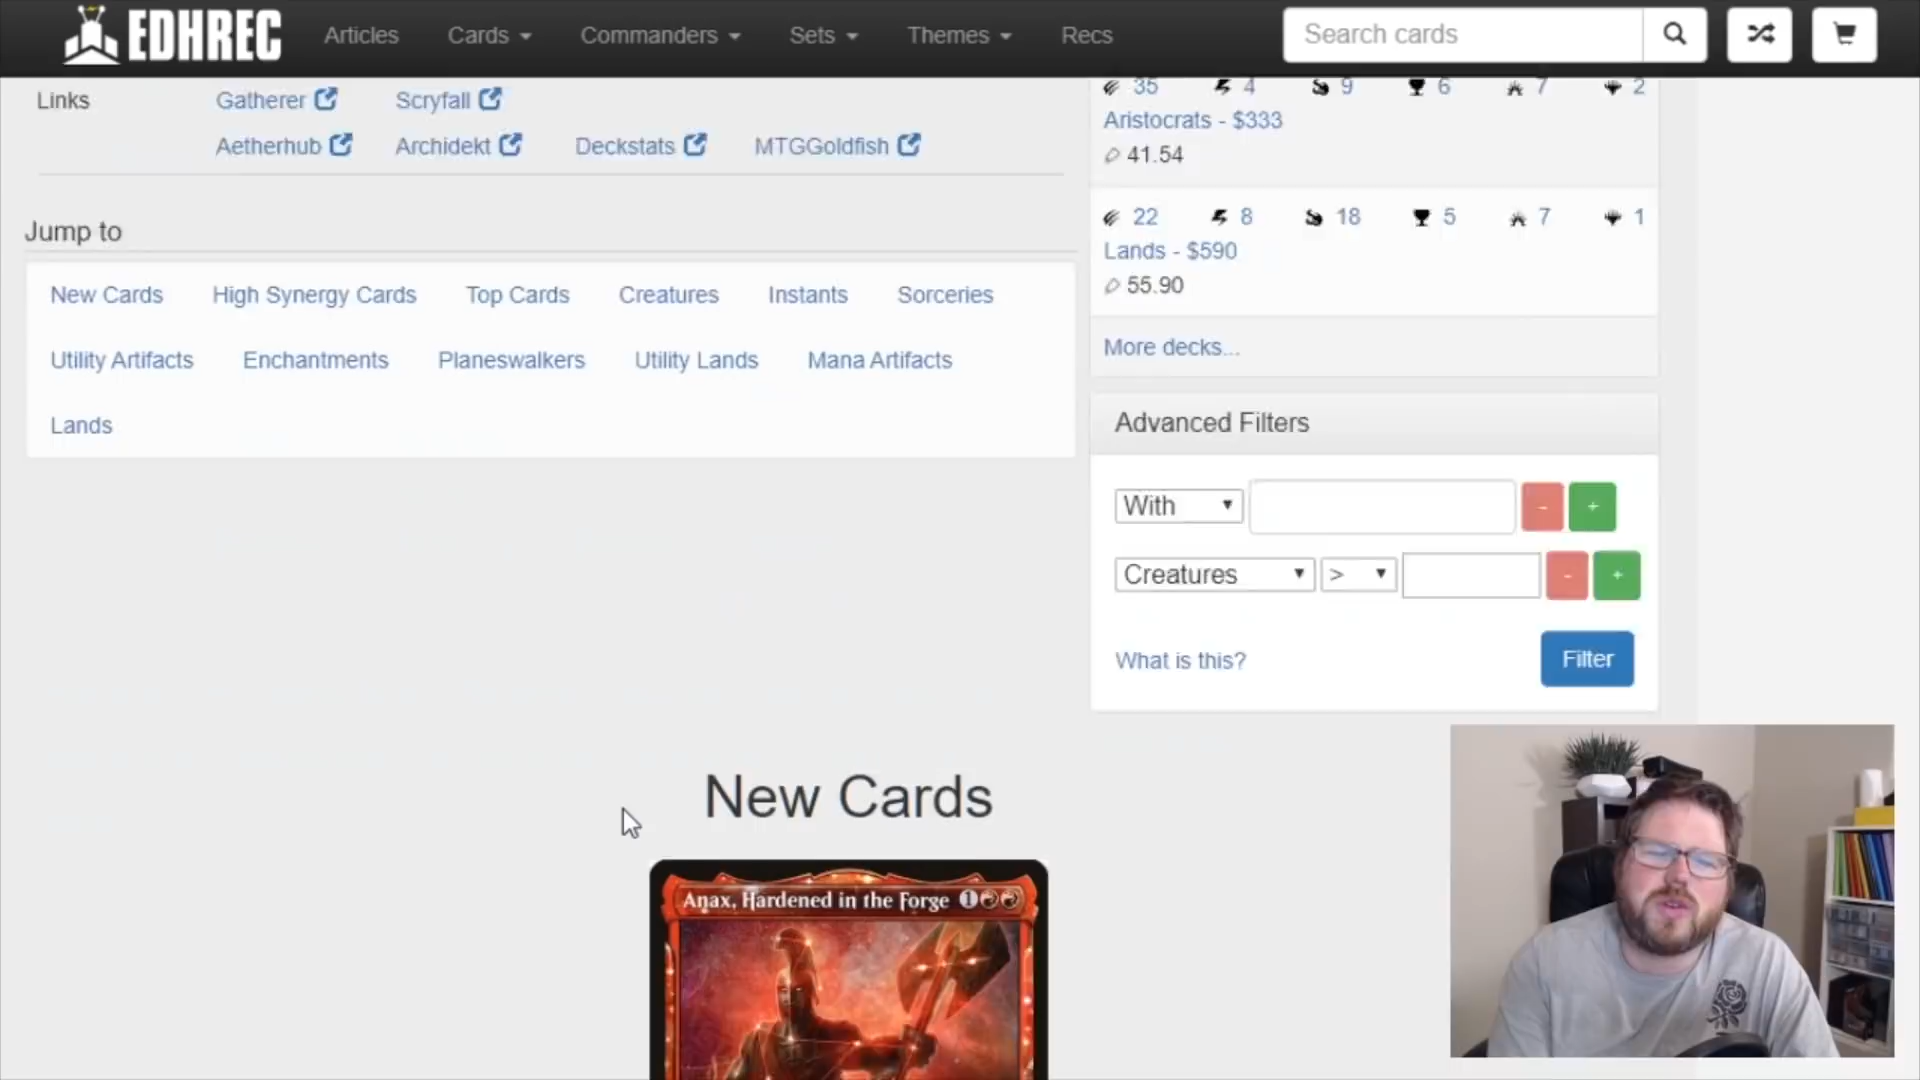 EDHREC Articles Cards Commanders Sets Themes Recs Search cards
Links Gatherer Scryfall
Aetherhub Archidekt Deckstats MTGGoldfish
Jump to
New Cards High Synergy Cards Top Cards Creatures Instants Sorceries
Utility Artifacts Enchantments Planeswalkers Utility Lands Mana Artifacts
Lands
35 4 9 6 7 2
Aristocrats - $333
41.54
22 8 18 5 7 1
Lands - $590
55.90
More decks...
Advanced Filters
With - +
Creatures > - +
What is this? Filter
New Cards
Anax, Hardened in the Forge 1